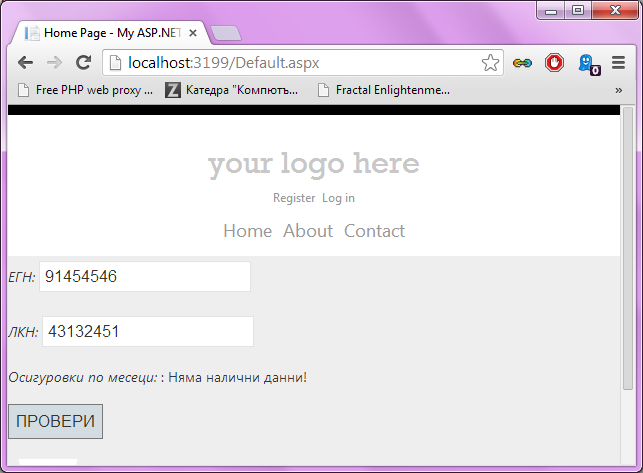 Home Page - My ASP.NET
localhost:3199/Default.aspx
Free PHP web proxy ... Катедра "Компютъ... Fractal Enlightenme... »
0
your logo here
Register Log in
Home About Contact
ЕГН: 91454546
ЛКН: 43132451
Осигуровки по месеци: : Няма налични данни!
ПРОВЕРИ